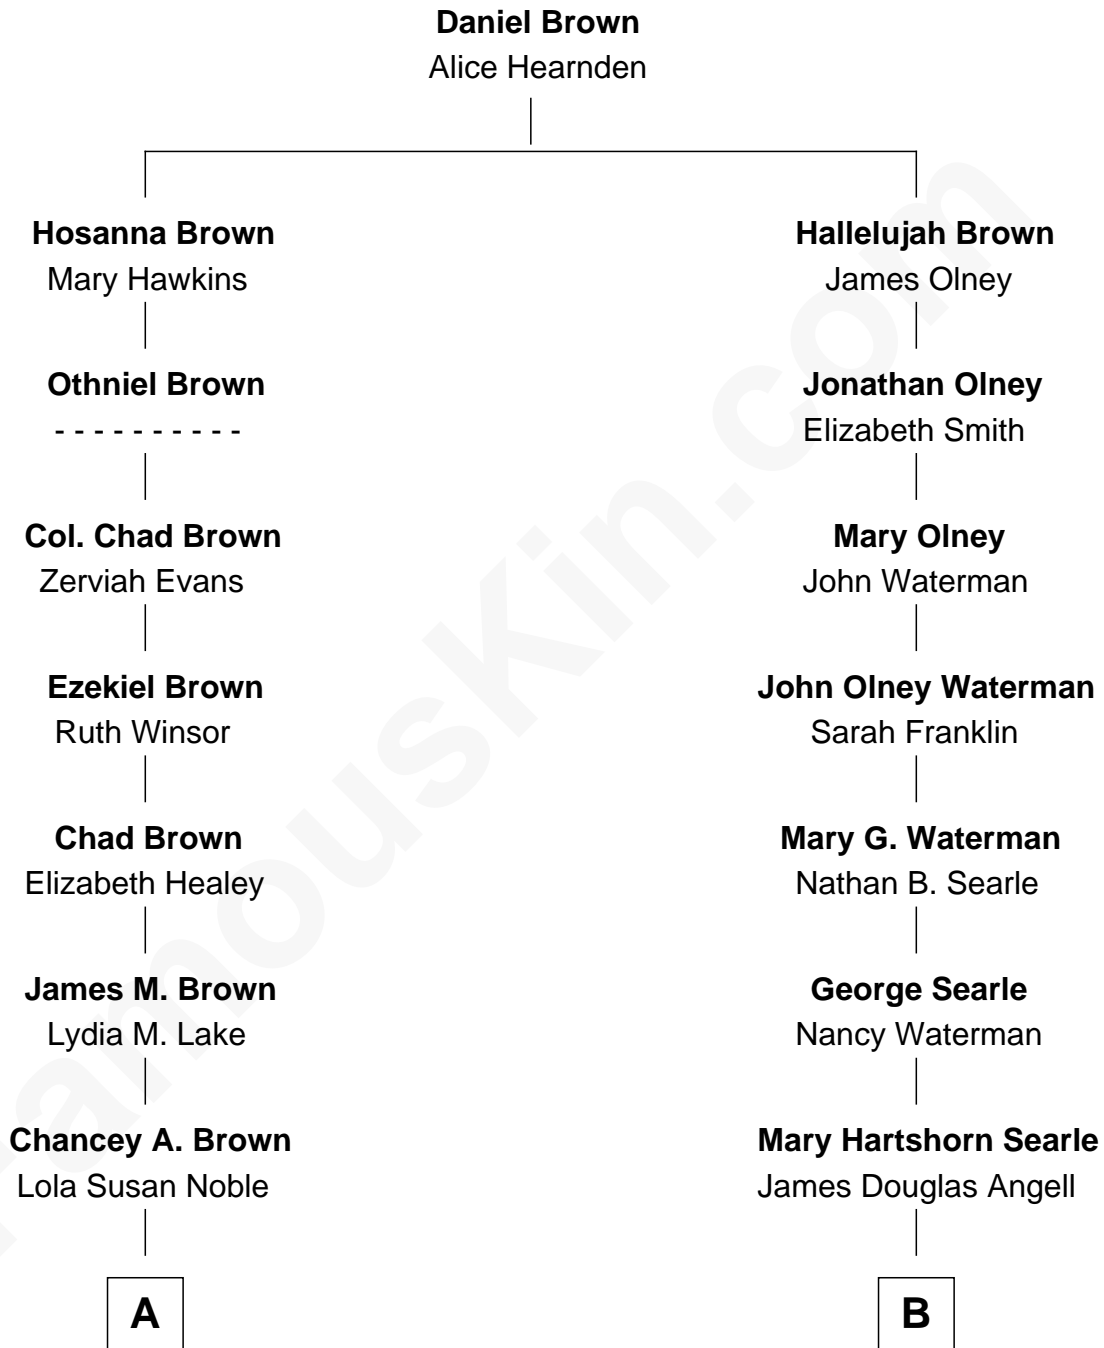 Daniel Brown
Alice Hearnden
Hosanna Brown
Mary Hawkins
Othniel Brown
- - - - - - - - - -
Col. Chad Brown
Zerviah Evans
Ezekiel Brown
Ruth Winsor
Chad Brown
Elizabeth Healey
James M. Brown
Lydia M. Lake
Chancey A. Brown
Lola Susan Noble
A
Hallelujah Brown
James Olney
Jonathan Olney
Elizabeth Smith
Mary Olney
John Waterman
John Olney Waterman
Sarah Franklin
Mary G. Waterman
Nathan B. Searle
George Searle
Nancy Waterman
Mary Hartshorn Searle
James Douglas Angell
B
FamousKin.com